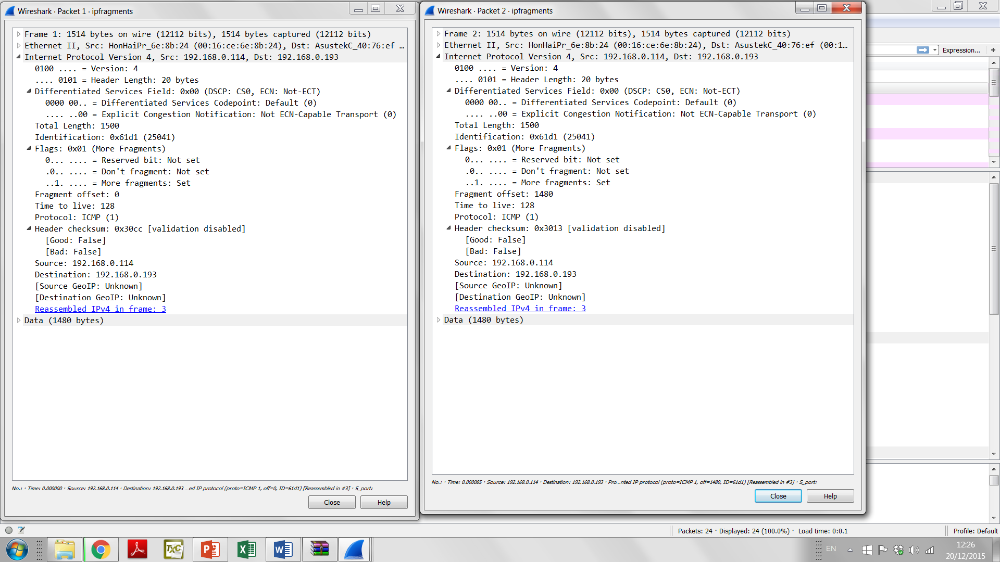 Wireshark · Packet 1 · ipfragments
Frame 1: 1514 bytes on wire (12112 bits), 1514 bytes captured (12112 bits)
Ethernet II, Src: HonHaiPr_6e:8b:24 (00:16:ce:6e:8b:24), Dst: AsustekC_40:76:ef ...
Internet Protocol Version 4, Src: 192.168.0.114, Dst: 192.168.0.193
0100 .... = Version: 4
.... 0101 = Header Length: 20 bytes
Differentiated Services Field: 0x00 (DSCP: CS0, ECN: Not-ECT)
0000 00.. = Differentiated Services Codepoint: Default (0)
.... ..00 = Explicit Congestion Notification: Not ECN-Capable Transport (0)
Total Length: 1500
Identification: 0x61d1 (25041)
Flags: 0x01 (More Fragments)
0... .... = Reserved bit: Not set
.0.. .... = Don't fragment: Not set
..1. .... = More fragments: Set
Fragment offset: 0
Time to live: 128
Protocol: ICMP (1)
Header checksum: 0x30cc [validation disabled]
[Good: False]
[Bad: False]
Source: 192.168.0.114
Destination: 192.168.0.193
[Source GeoIP: Unknown]
[Destination GeoIP: Unknown]
Reassembled IPv4 in frame: 3
Data (1480 bytes)
No.: · Time: 0.000000 · Source: 192.168.0.114 · Destination: 192.168.0.193 ...ed IP protocol (proto=ICMP 1, off=0, ID=61d1) [Reassembled in #3] · S_port:
Close Help
Wireshark · Packet 2 · ipfragments
Frame 2: 1514 bytes on wire (12112 bits), 1514 bytes captured (12112 bits)
Ethernet II, Src: HonHaiPr_6e:8b:24 (00:16:ce:6e:8b:24), Dst: AsustekC_40:76:ef (00:1...
Internet Protocol Version 4, Src: 192.168.0.114, Dst: 192.168.0.193
0100 .... = Version: 4
.... 0101 = Header Length: 20 bytes
Differentiated Services Field: 0x00 (DSCP: CS0, ECN: Not-ECT)
0000 00.. = Differentiated Services Codepoint: Default (0)
.... ..00 = Explicit Congestion Notification: Not ECN-Capable Transport (0)
Total Length: 1500
Identification: 0x61d1 (25041)
Flags: 0x01 (More Fragments)
0... .... = Reserved bit: Not set
.0.. .... = Don't fragment: Not set
..1. .... = More fragments: Set
Fragment offset: 1480
Time to live: 128
Protocol: ICMP (1)
Header checksum: 0x3013 [validation disabled]
[Good: False]
[Bad: False]
Source: 192.168.0.114
Destination: 192.168.0.193
[Source GeoIP: Unknown]
[Destination GeoIP: Unknown]
Reassembled IPv4 in frame: 3
Data (1480 bytes)
No.: · Time: 0.000085 · Source: 192.168.0.114 · Destination: 192.168.0.193 · Pro...nted IP protocol (proto=ICMP 1, off=1480, ID=61d1) [Reassembled in #3] · S_port:
Close Help
Expression... +
Packets: 24 · Displayed: 24 (100.0%) · Load time: 0:0.1 Profile: Default
TXC
EN
12:26
20/12/2015